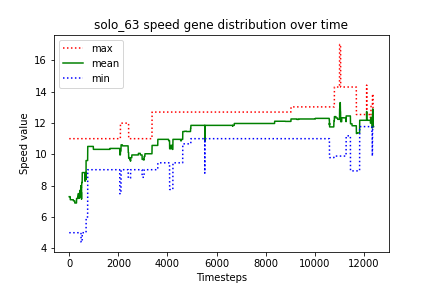 solo_63 speed gene distribution over time
max
mean
min
Speed value
16
14
12
10
8
6
4
0
2000
4000
6000
8000
10000
12000
Timesteps